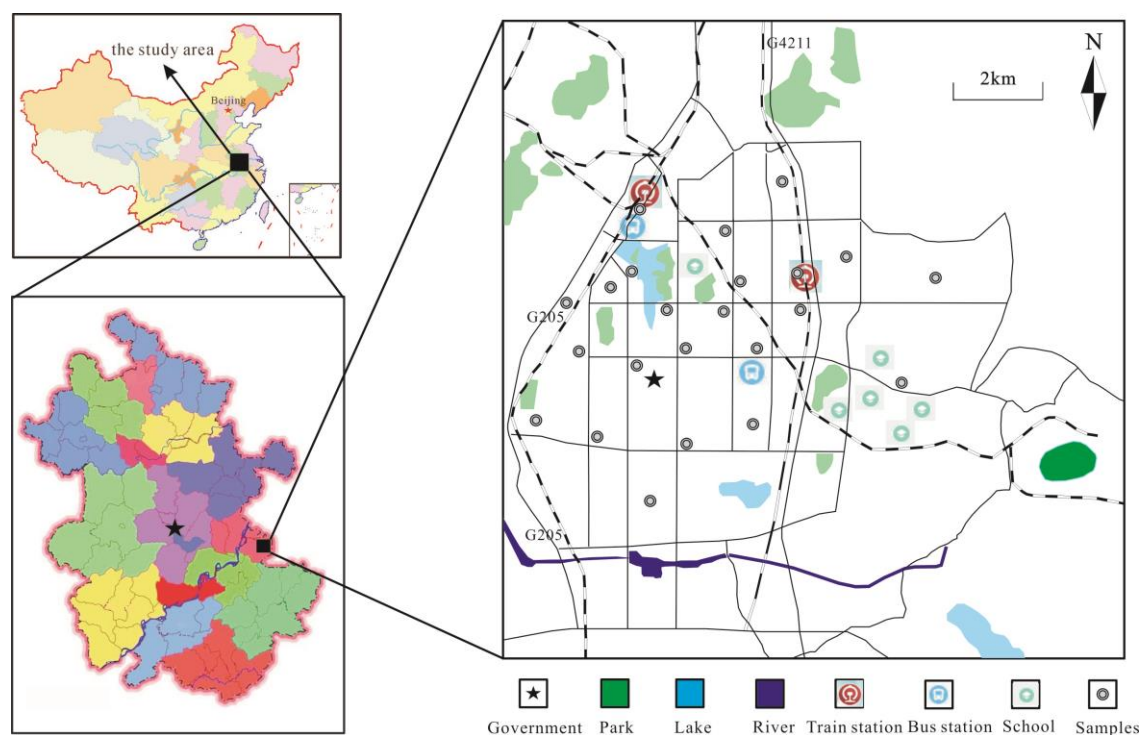 the study area
Beijing
G4211
N
2km
G205
G205
Government
Park
Lake
River
Train station
Bus station
School
Samples